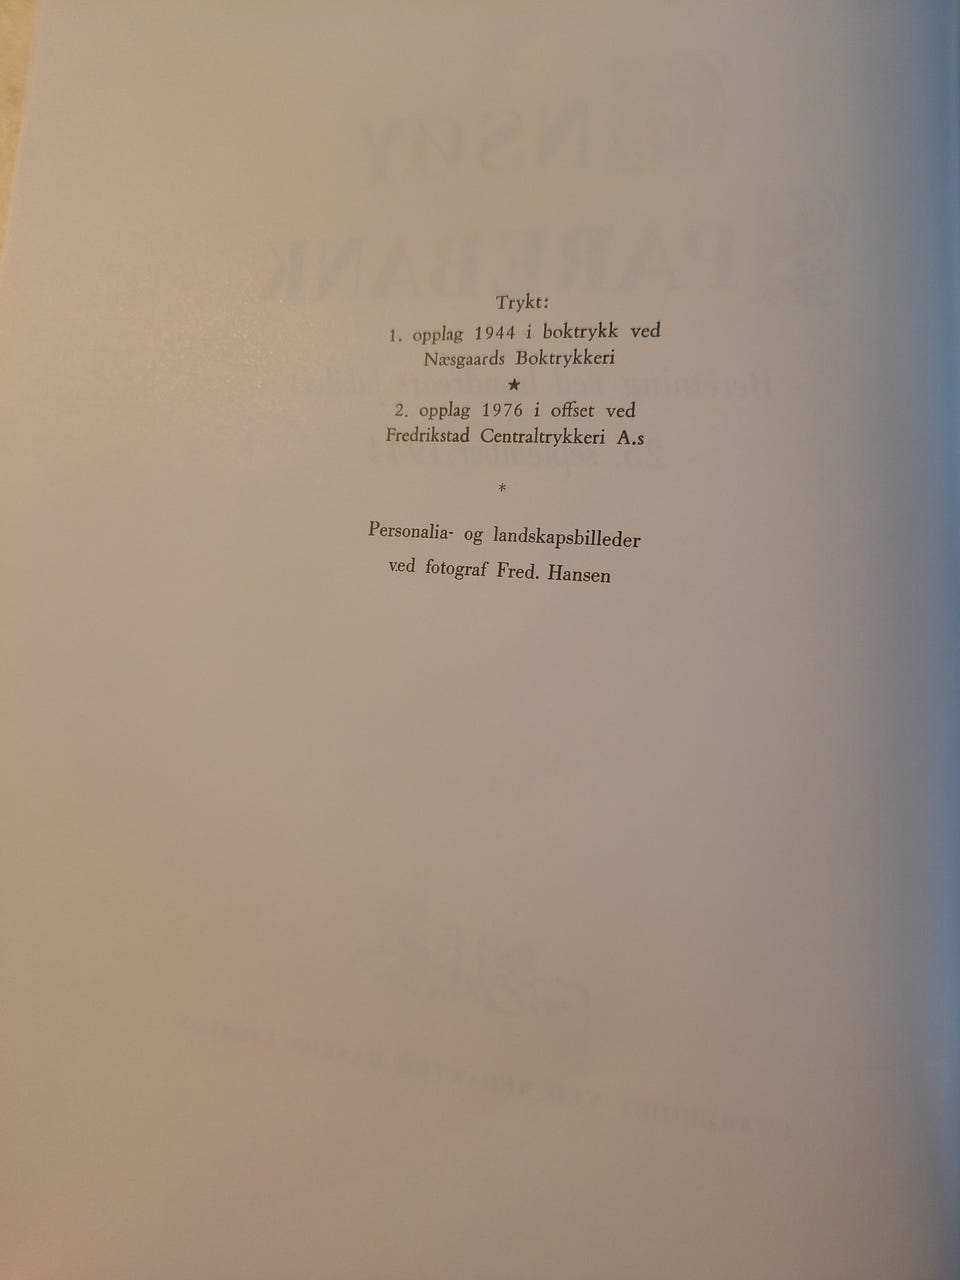 Trykt:
1. opplag 1944 i boktrykk ved
Næsgaards Boktrykkeri
★
2. opplag 1976 i offset ved
Fredrikstad Centraltrykkeri A.s
*
Personalia- og landskapsbilleder
ved fotograf Fred. Hansen